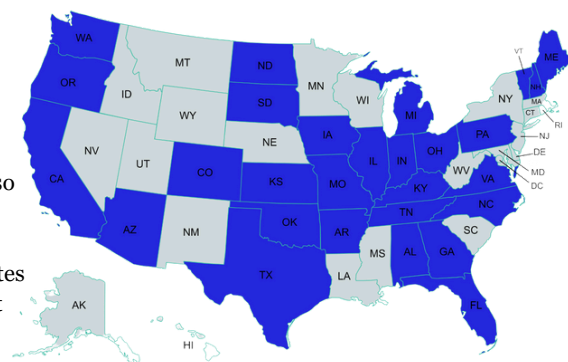 WA
VT
ME
MT
ND
OR
MN
NH
ID
SD
WI
NY
MA
WY
MI
CT
RI
IA
PA
NJ
NE
NV
OH
DE
IL
IN
UT
CO
WV
MD
so
CA
KS
MO
VA
DC
KY
NC
TN
AZ
OK
NM
AR
SC
MS
AL
GA
tes
TX
LA
t
AK
FL
HI